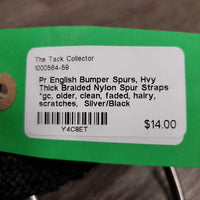 The Tack Collector
1000564-59
Pr English Bumper Spurs, Hvy
Thick Braided Nylon Spur Straps
*gc, older, clean, faded, hairy,
scratches, Silver/Black
Y4C8ET
$14.00